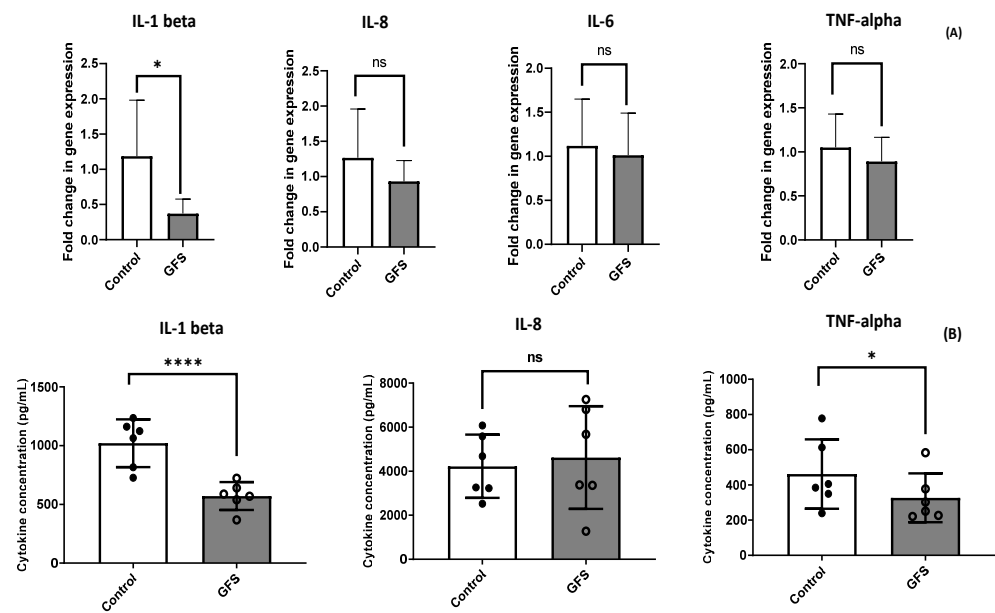 IL-1 beta
IL-8
IL-6
TNF-alpha
(A)
*
ns
ns
ns
Fold change in gene expression
2.5
2.0
1.5
1.0
0.5
0.0
Control
GFS
Fold change in gene expression
2.5
2.0
1.5
1.0
0.5
0.0
Control
GFS
Fold change in gene expression
2.0
1.5
1.0
0.5
0.0
Control
GFS
Fold change in gene expression
2.0
1.5
1.0
0.5
0.0
Control
GFS
IL-1 beta
IL-8
TNF-alpha
(B)
****
ns
*
Cytokine concentration (pg/mL)
1500
1000
500
0
Control
GFS
Cytokine concentration (pg/mL)
8000
6000
4000
2000
0
Control
GFS
Cytokine concentration (pg/mL)
1000
800
600
400
200
0
Control
GFS